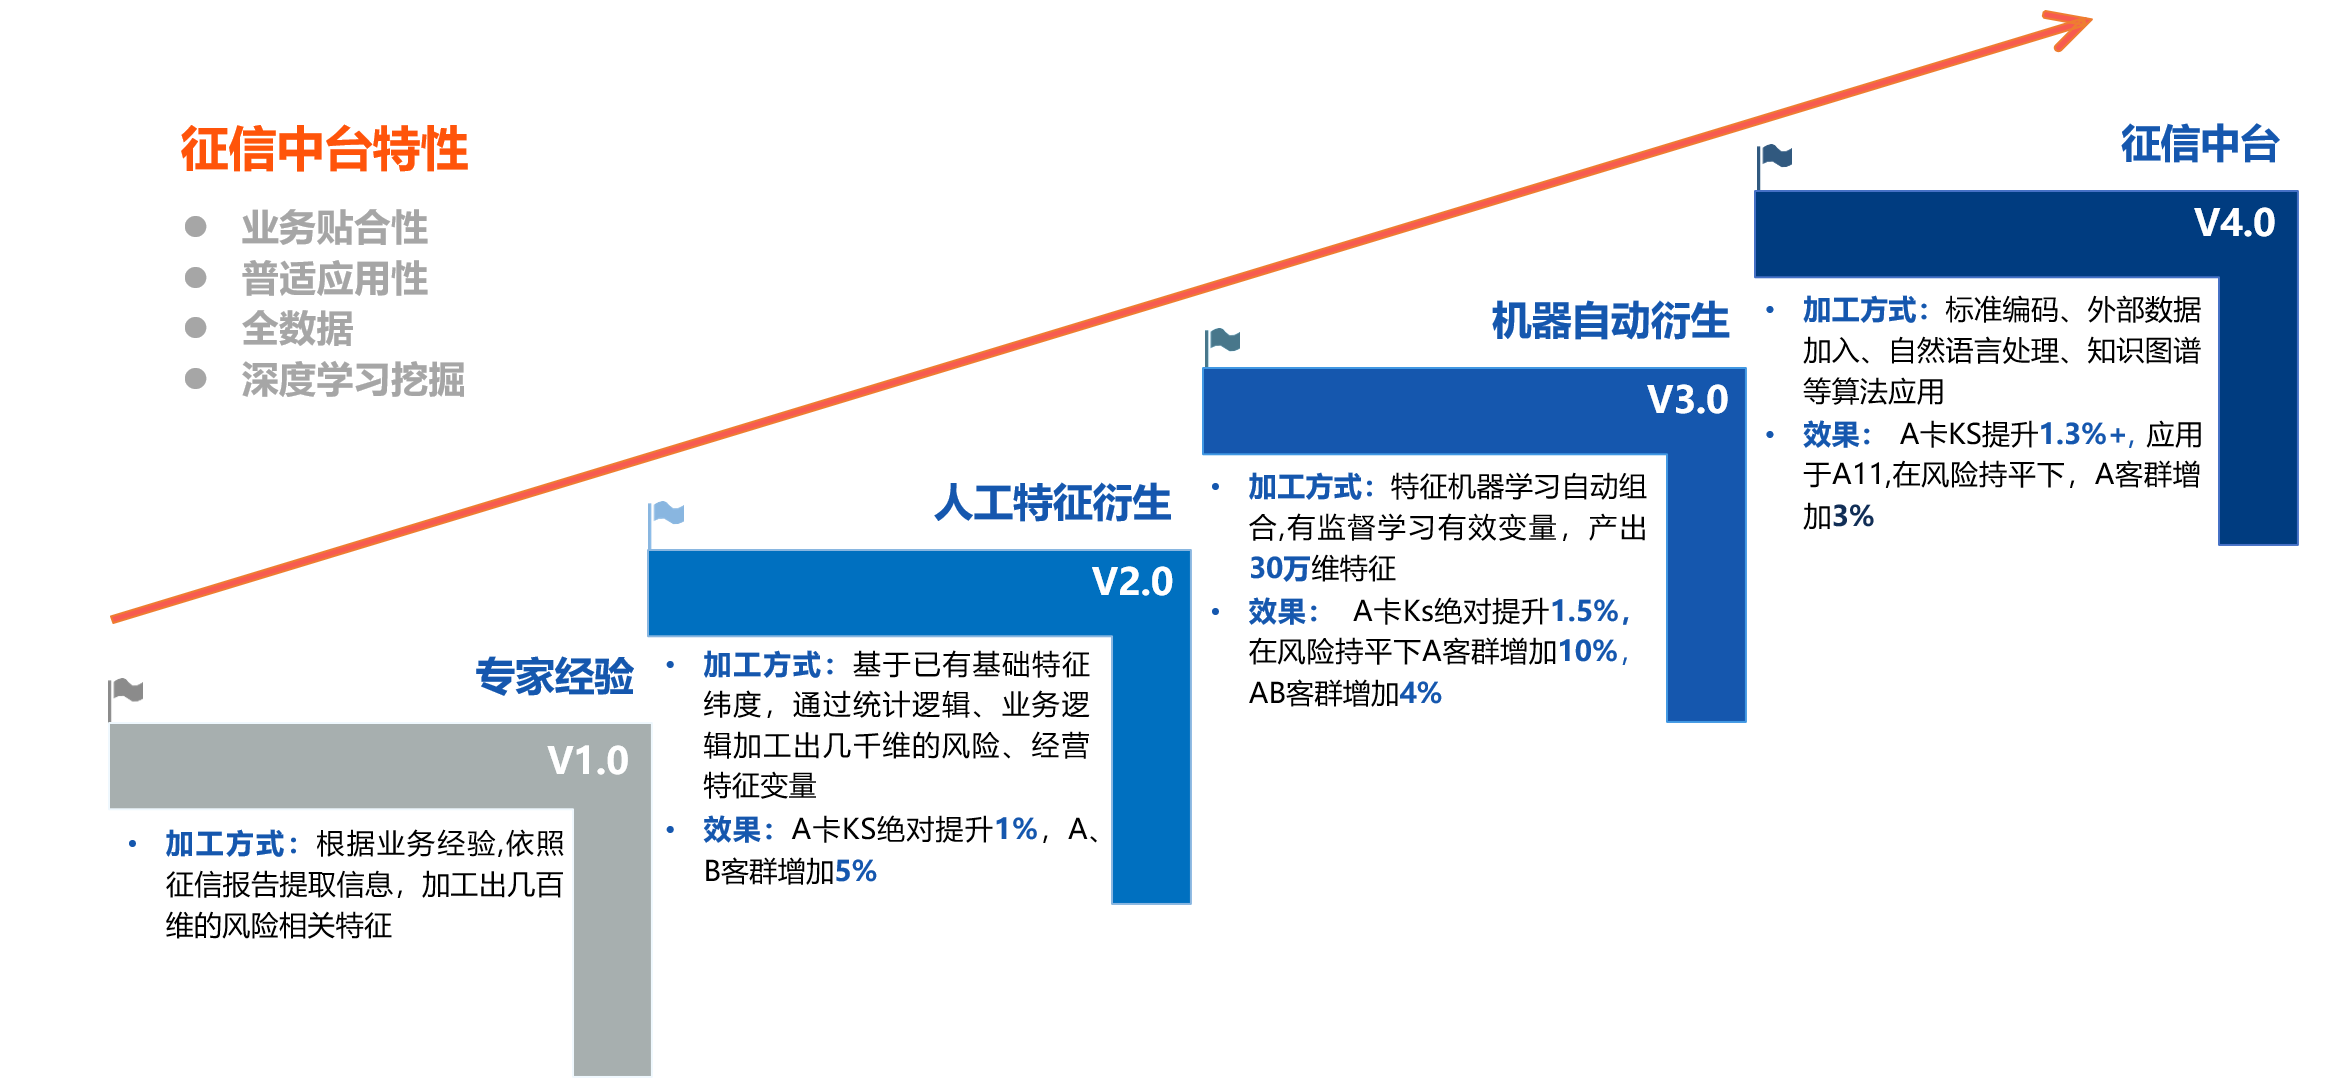 征信中台特性
● 业务贴合性
● 普适应用性
● 全数据
● 深度学习挖掘
专家经验
V1.0
• 加工方式：根据业务经验,依照
征信报告提取信息，加工出几百
维的风险相关特征
人工特征衍生
V2.0
• 加工方式：基于已有基础特征
纬度，通过统计逻辑、业务逻
辑加工出几千维的风险、经营
特征变量
• 效果：A卡KS绝对提升1%，A、
B客群增加5%
机器自动衍生
V3.0
• 加工方式：特征机器学习自动组
合,有监督学习有效变量，产出
30万维特征
• 效果： A卡Ks绝对提升1.5%，
在风险持平下A客群增加10%，
AB客群增加4%
征信中台
V4.0
• 加工方式：标准编码、外部数据
加入、自然语言处理、知识图谱
等算法应用
• 效果： A卡KS提升1.3%+, 应用
于A11,在风险持平下，A客群增
加3%